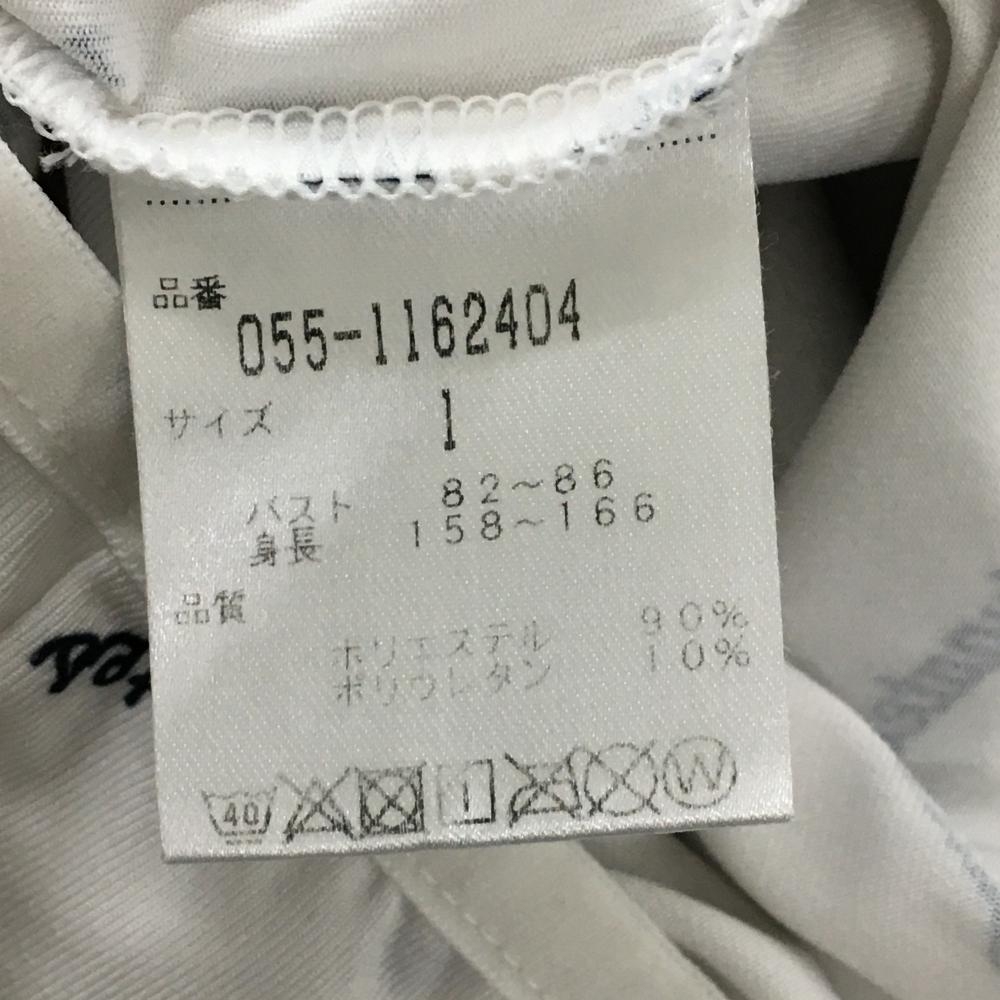 品番
055-1162404
サイズ 1
バスト 82~86
身長 158~166
品質
ポリエステル 90%
ポリウレタン 10%
40
W